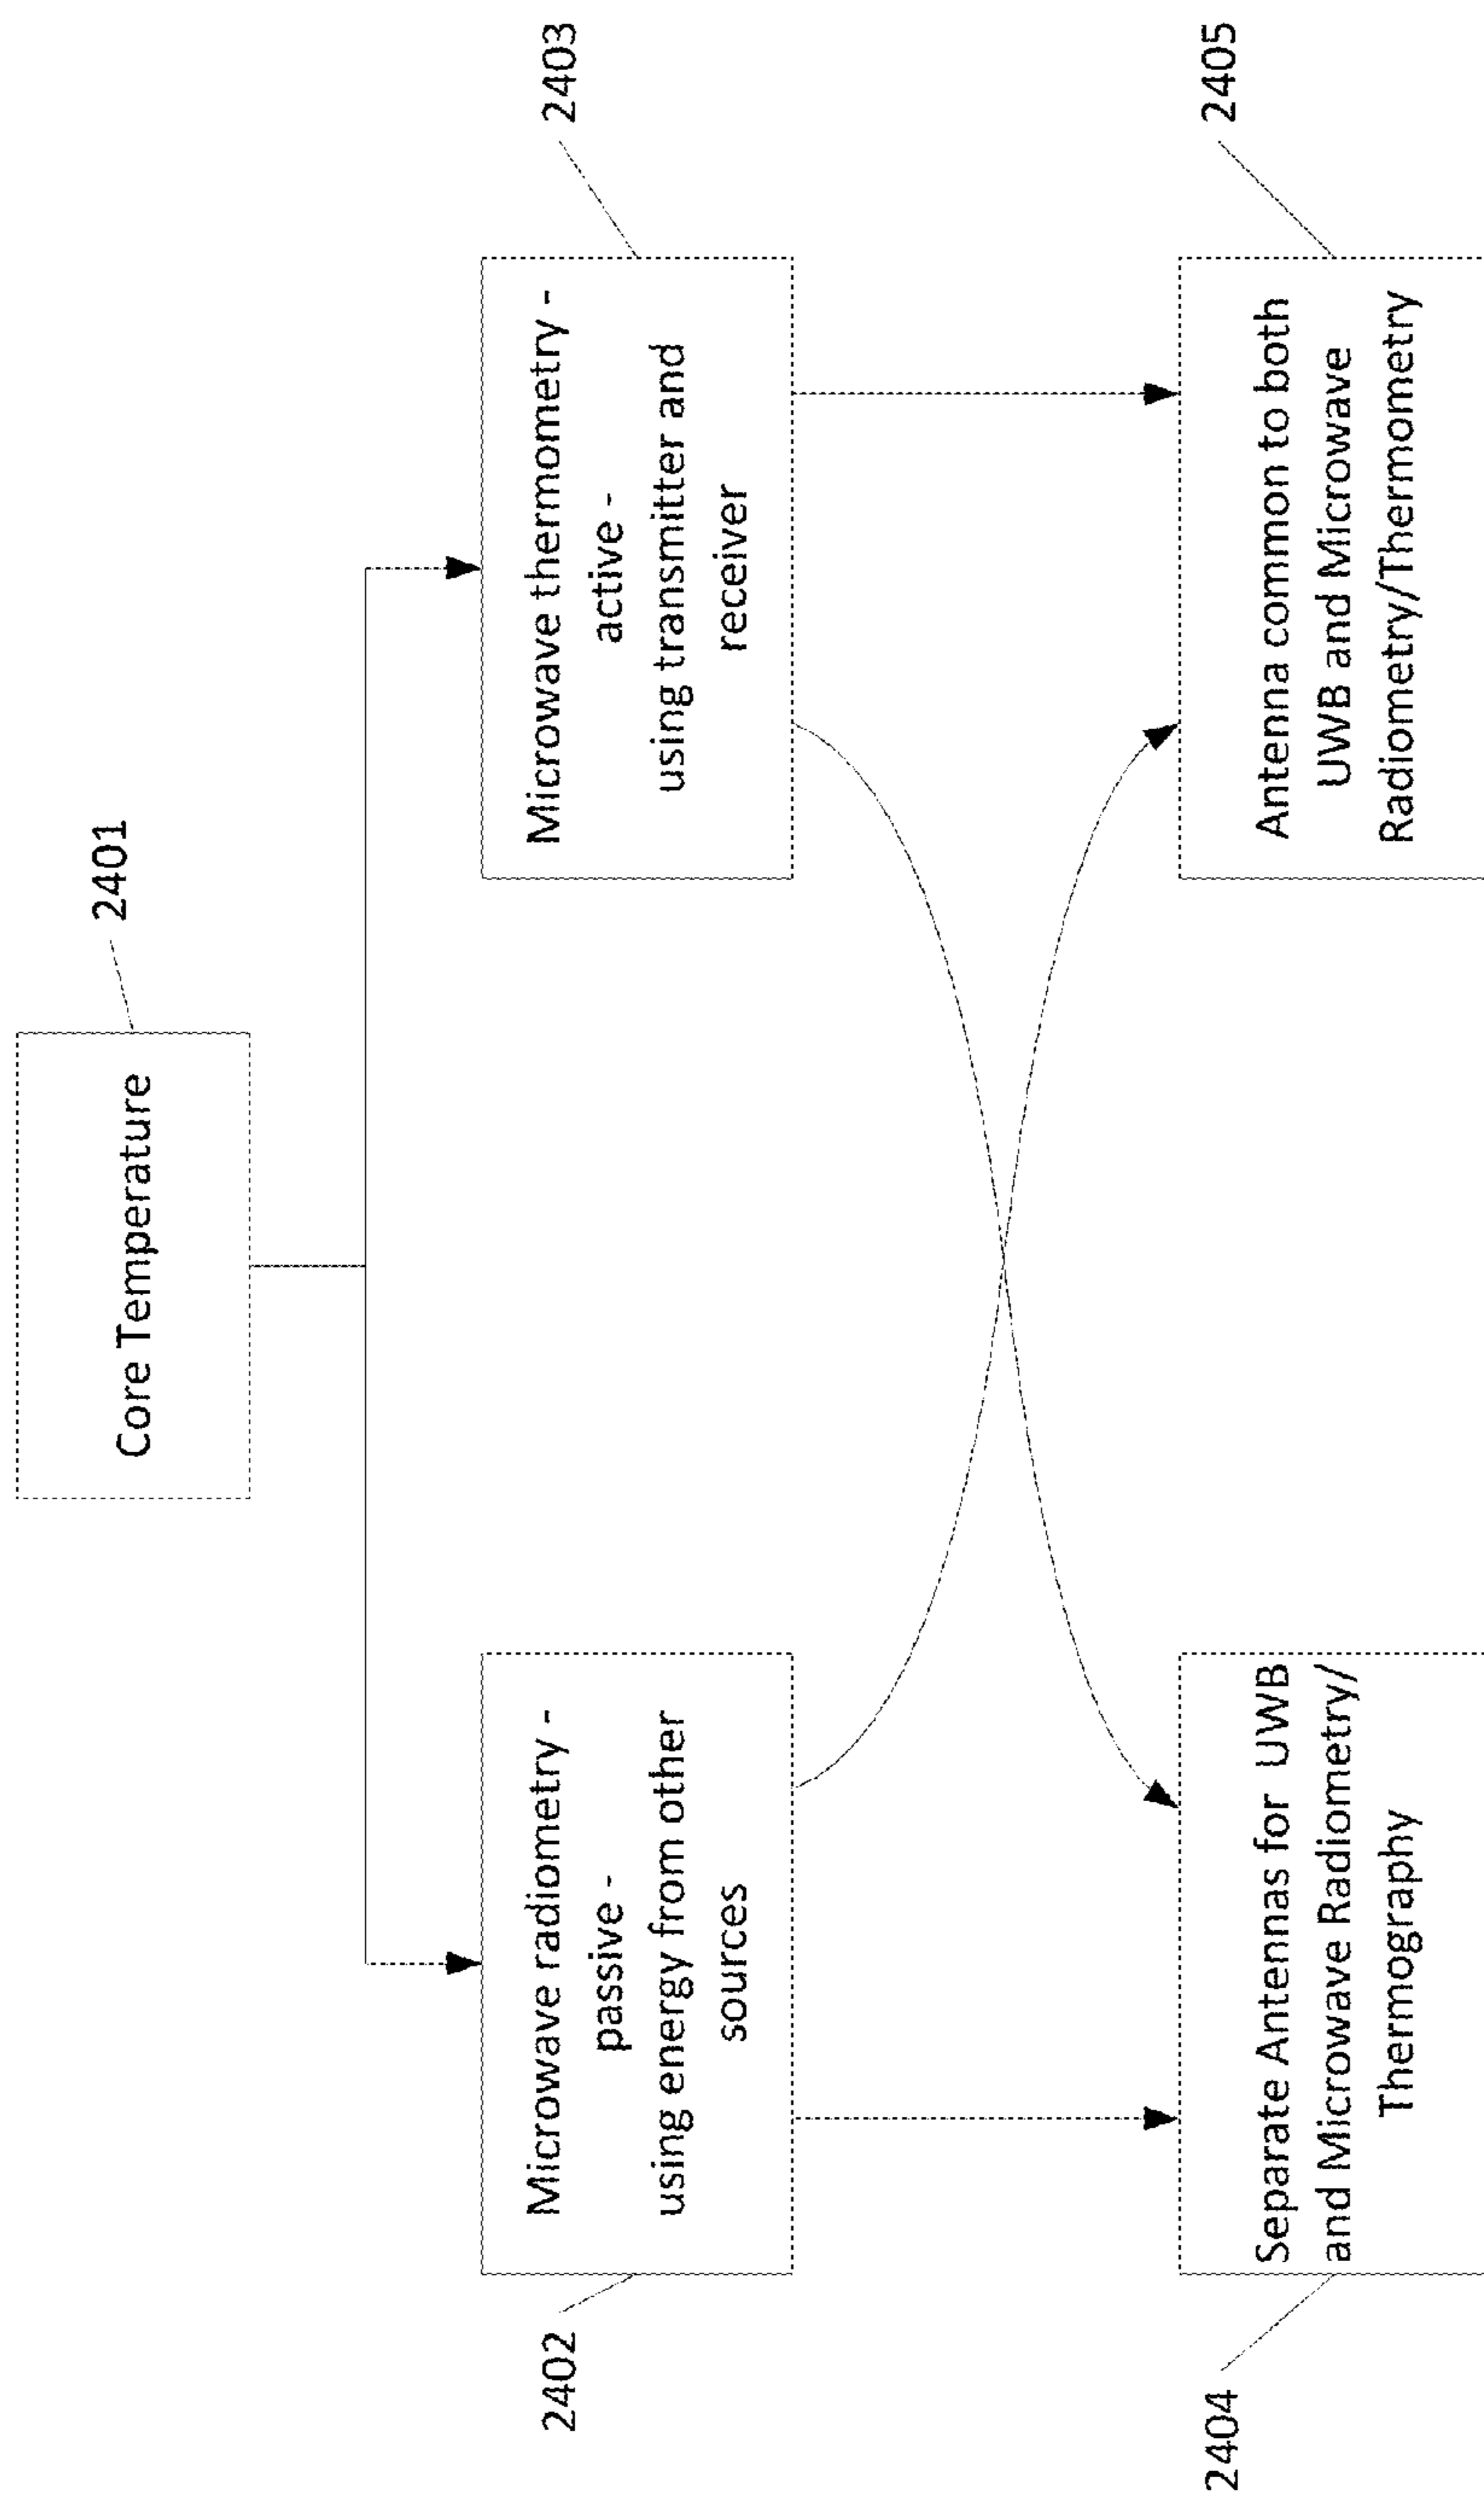 Core Temperature
2401
2402
Microwave radiometry -
passive -
using energy from other
sources
Microwave thermometry -
active -
using transmitter and
receiver
2403
2404
Separate Antennas for UWB
and Microwave Radiometry/
Thermography
Antenna common to both
UWB and Microwave
Radiometry/Thermometry
2405